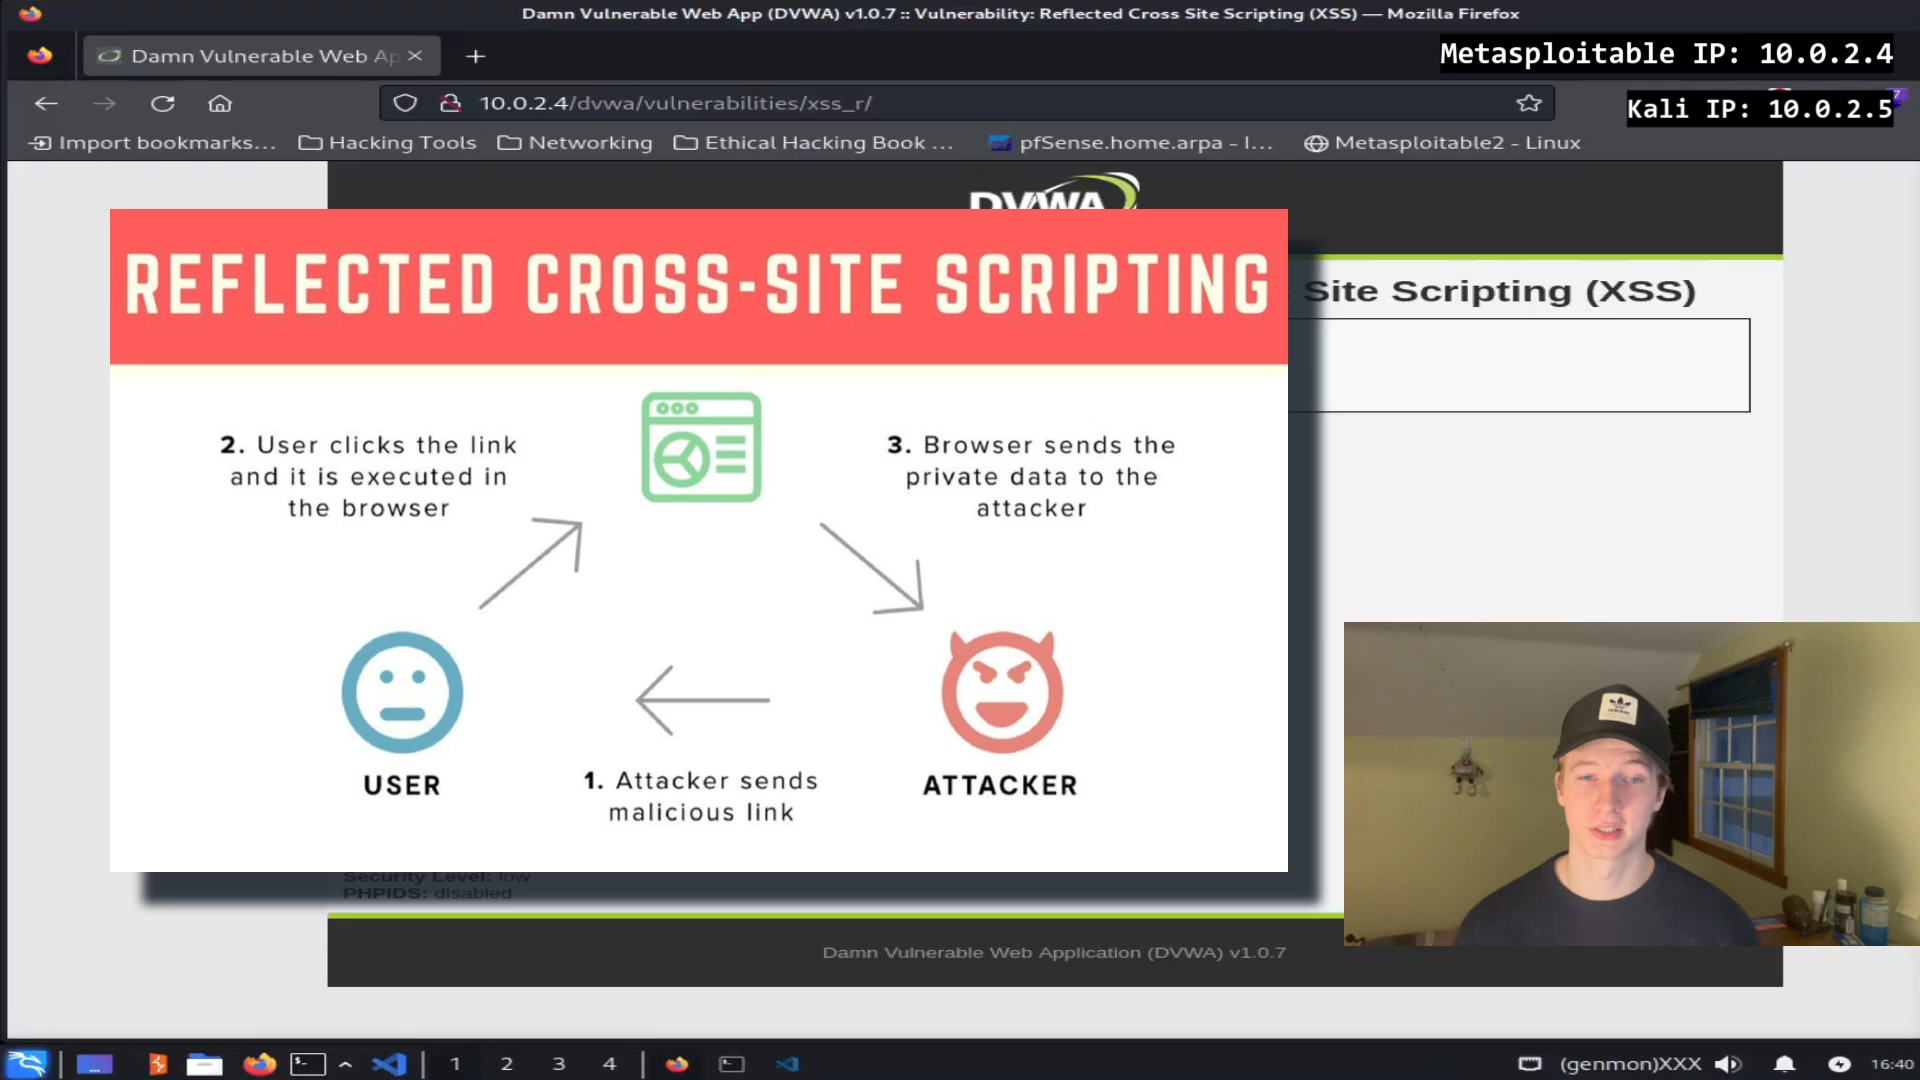 Damn Vulnerable Web App (DVWA) v1.0.7 :: Vulnerability: Reflected Cross Site Scripting (XSS) — Mozilla Firefox
Damn Vulnerable Web Ap
Metasploitable IP: 10.0.2.4
10.0.2.4/dvwa/vulnerabilities/xss_r/
Kali IP: 10.0.2.5
Import bookmarks...
Hacking Tools
Networking
Ethical Hacking Book ...
pfSense.home.arpa - I...
Metasploitable2 - Linux
DVWA
REFLECTED CROSS-SITE SCRIPTING
Site Scripting (XSS)
2. User clicks the link
and it is executed in
the browser
3. Browser sends the
private data to the
attacker
USER
1. Attacker sends
malicious link
ATTACKER
Security Level: low
PHPIDS: disabled
Damn Vulnerable Web Application (DVWA) v1.0.7
1 2 3 4
(genmon)XXX
16:40